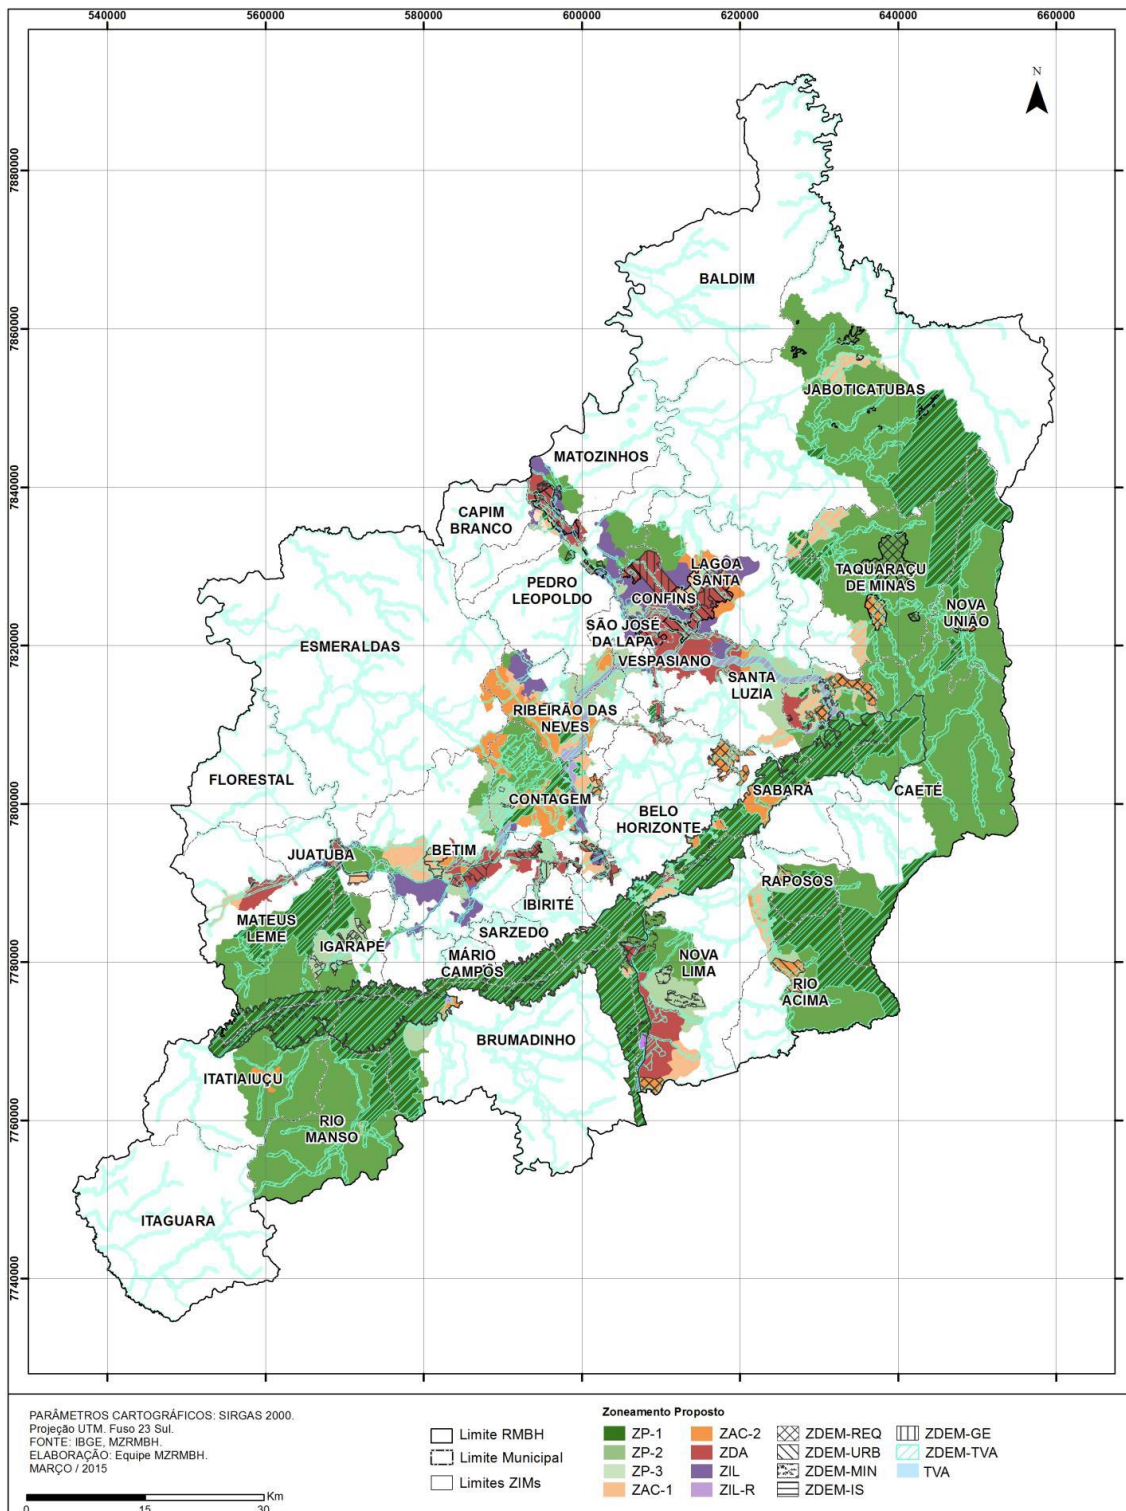 540000 560000 580000 600000 620000 640000 660000
N
7880000
BALDIM
7860000
JABOTICATUBAS
MATOZINHOS
7840000
CAPIM
BRANCO
LAGOA
SANTA
TAQUARAÇU
DE MINAS
PEDRO
LEOPOLDO
CONFINS
NOVA
UNIÃO
SÃO JOSÉ
DA LAPA
7820000
ESMERALDAS
VESPASIANO
SANTA
LUZIA
RIBEIRÃO DAS
NEVES
FLORESTAL
CONTAGEM
SABARÁ
CAETÉ
7800000
BELO
HORIZONTE
JUATUBA
BETIM
RAPOSOS
IBIRITÉ
MATEUS
LEME
SARZEDO
IGARAPÉ
MÁRIO
CAMPOS
NOVA
LIMA
7780000
RIO
ACIMA
BRUMADINHO
ITATIAIUÇU
RIO
MANSO
7760000
ITAGUARA
7740000
PARÂMETROS CARTOGRÁFICOS: SIRGAS 2000.
Projeção UTM. Fuso 23 Sul.
FONTE: IBGE, MZRMBH.
ELABORAÇÃO: Equipe MZRMBH.
MARÇO / 2015
0 15 30 Km
Limite RMBH
Limite Municipal
Limites ZIMs
Zoneamento Proposto
ZP-1 ZAC-2 ZDEM-REQ ZDEM-GE
ZP-2 ZDA ZDEM-URB ZDEM-TVA
ZP-3 ZIL ZDEM-MIN TVA
ZAC-1 ZIL-R ZDEM-IS